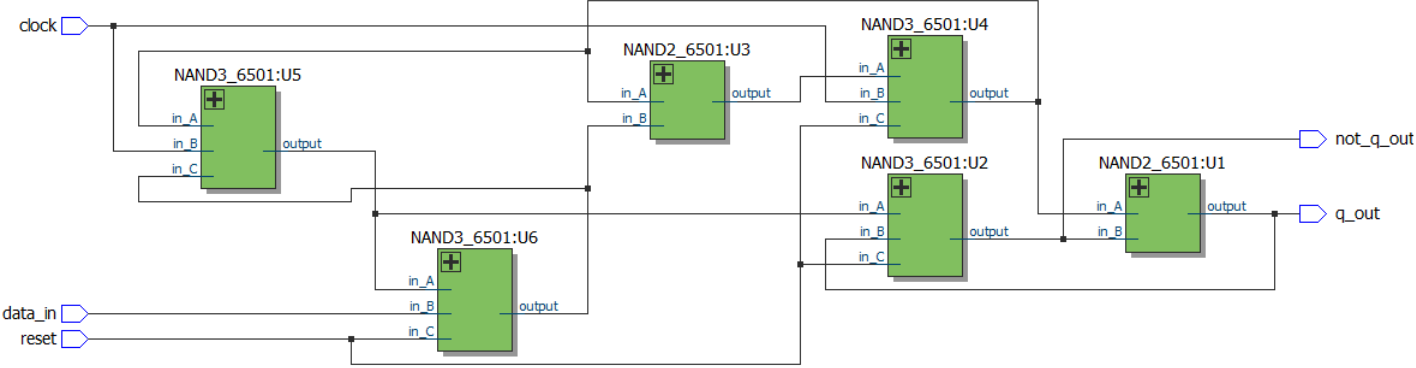 clock
NAND3_6501:U5
in_A
in_B
in_C
output
NAND2_6501:U3
in_A
in_B
output
NAND3_6501:U4
in_A
in_B
in_C
output
NAND3_6501:U2
in_A
in_B
in_C
output
NAND2_6501:U1
in_A
in_B
output
not_q_out
q_out
NAND3_6501:U6
in_A
in_B
in_C
output
data_in
reset